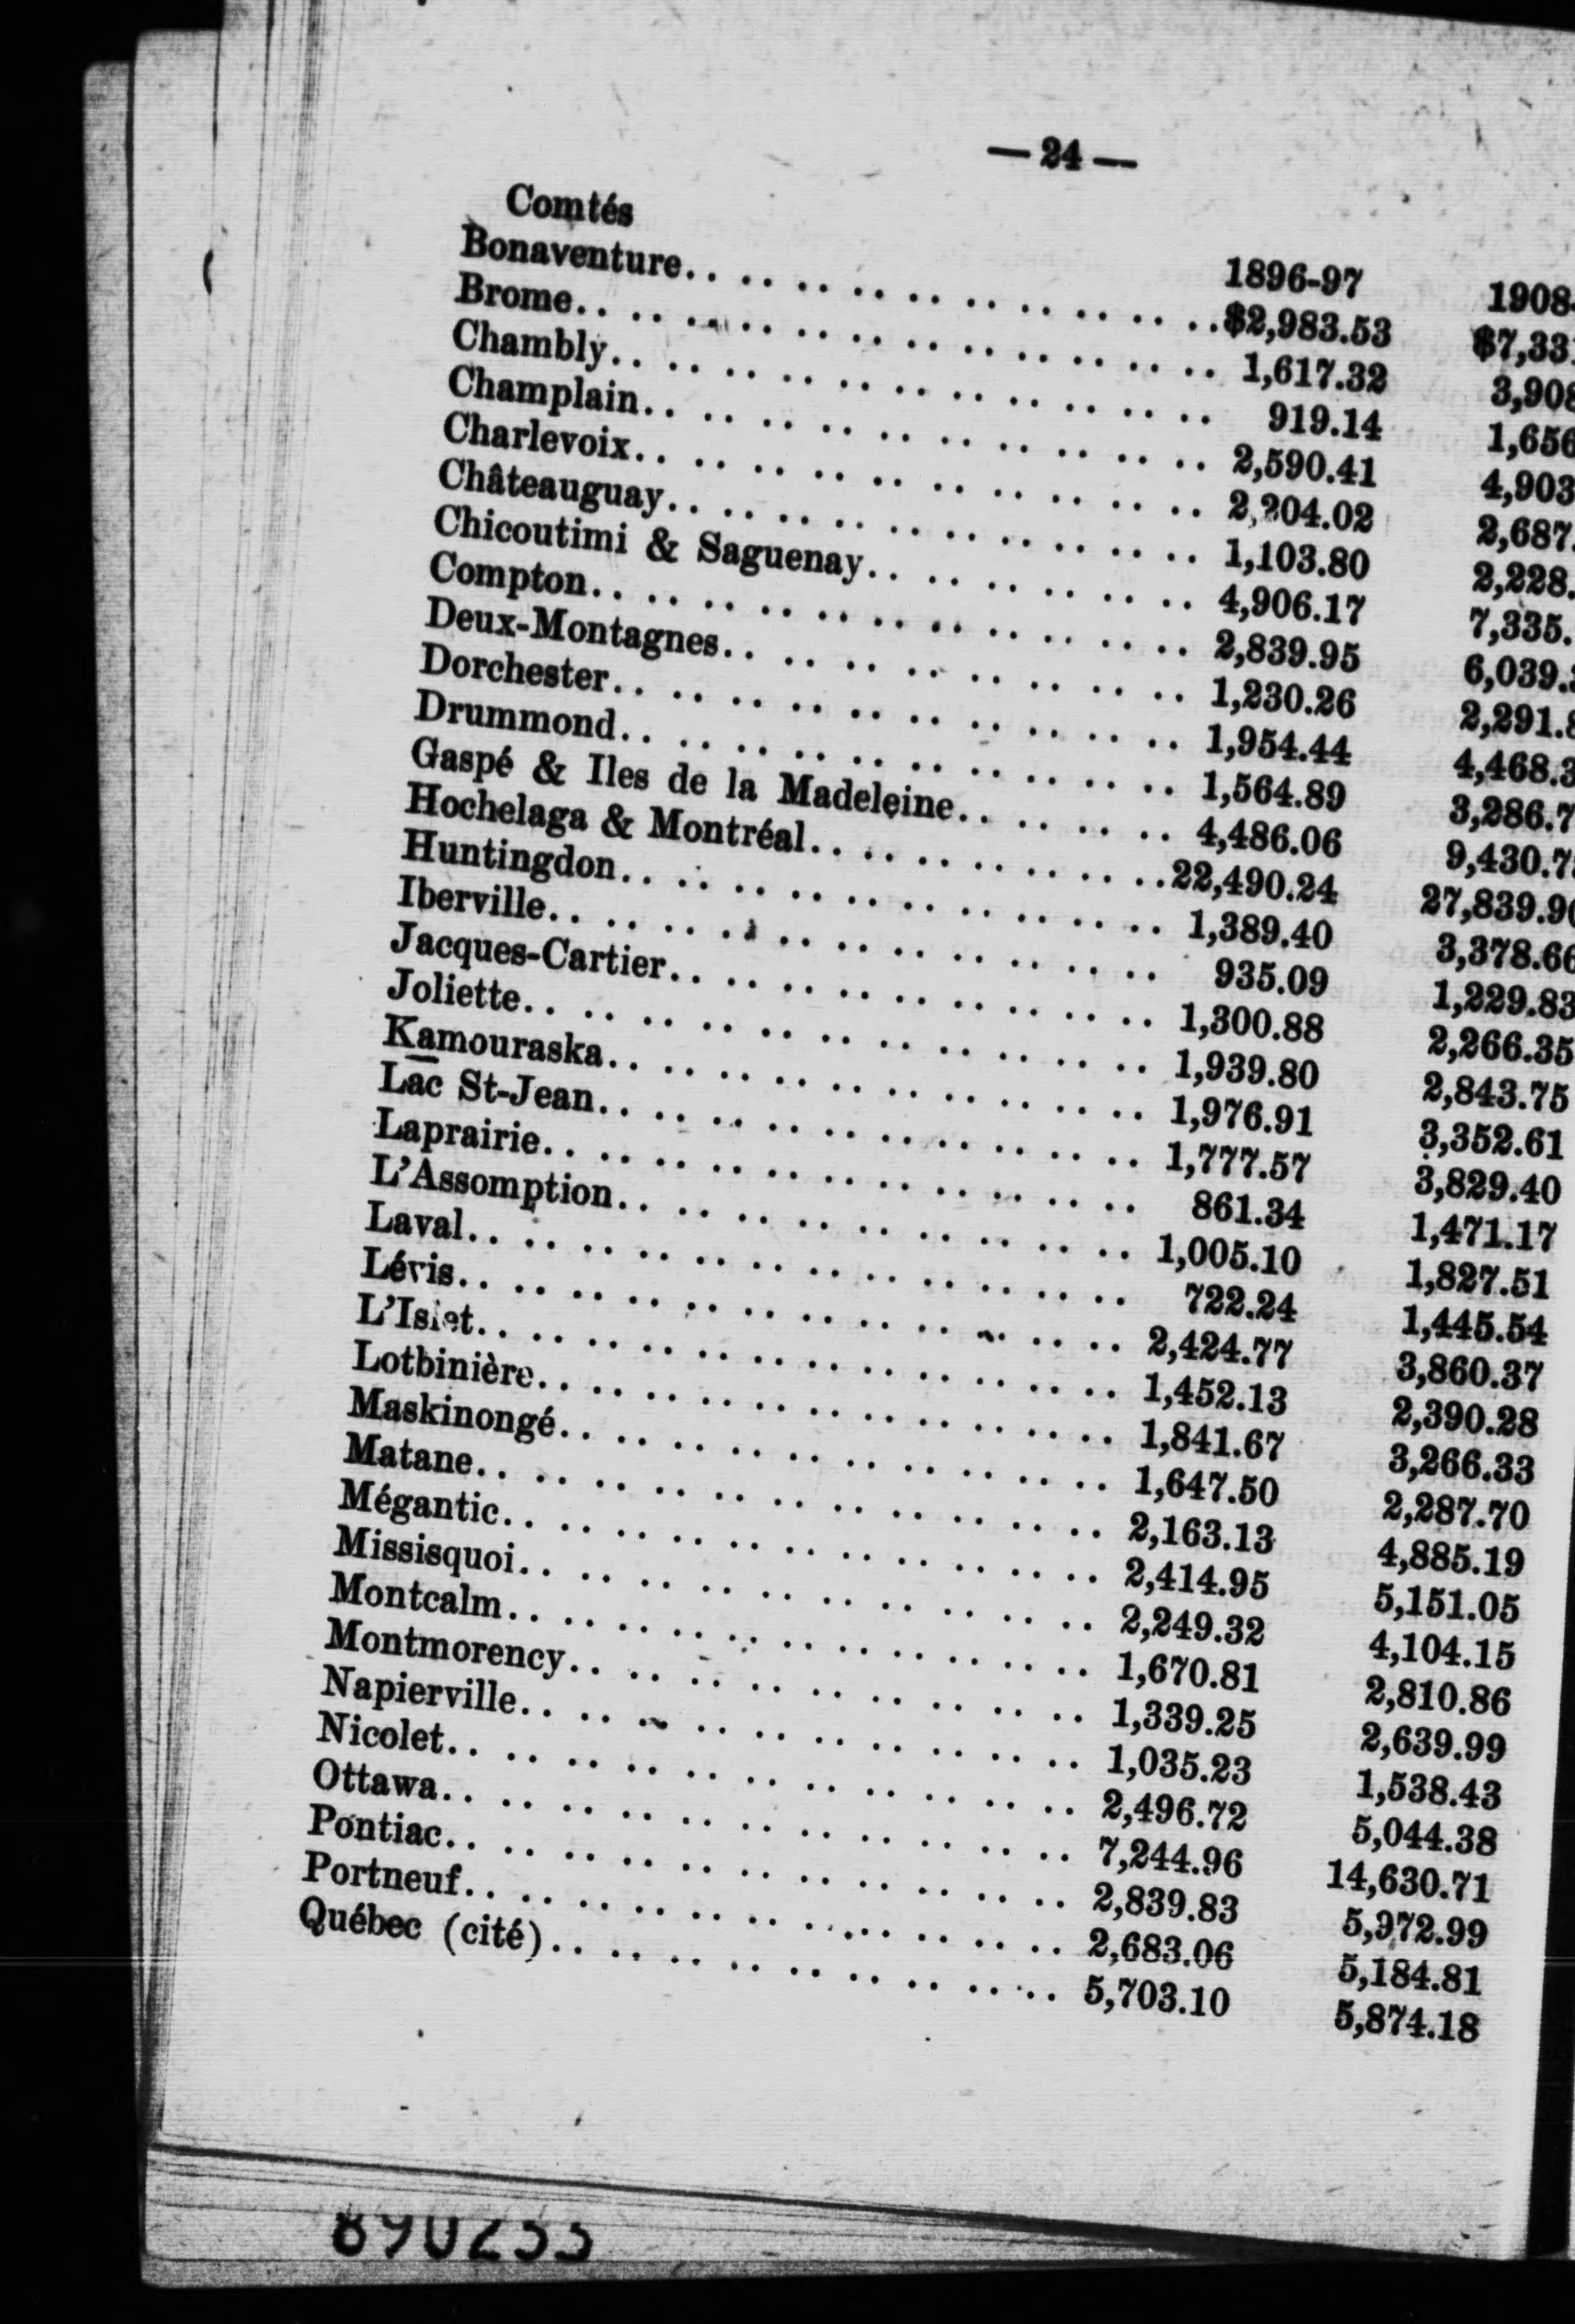 — 24 —
Comtés 1896-97 1908-
Bonaventure.. .. .. .. .. .. .. .. .. ..$2,983.53 $7,33
Brome.. .. .. .. .. .. .. .. .. .. .. 1,617.32 3,908
Chambly.. .. .. .. .. .. .. .. .. .. .. 919.14 1,656
Champlain.. .. .. .. .. .. .. .. .. .. 2,590.41 4,903
Charlevoix.. .. .. .. .. .. .. .. .. .. 2,204.02 2,687.
Châteauguay.. .. .. .. .. .. .. .. .. .. 1,103.80 2,228.
Chicoutimi & Saguenay.. .. .. .. .. .. 4,906.17 7,335.
Compton.. .. .. .. .. .. .. .. .. .. .. 2,839.95 6,039.
Deux-Montagnes.. .. .. .. .. .. .. .. .. 1,230.26 2,291.8
Dorchester.. .. .. .. .. .. .. .. .. .. 1,954.44 4,468.3
Drummond.. .. .. .. .. .. .. .. .. .. 1,564.89 3,286.7
Gaspé & Iles de la Madeleine.. .. .. .. 4,486.06 9,430.7
Hochelaga & Montréal.. .. .. .. .. .. ..22,490.24 27,839.90
Huntingdon.. .. .. .. .. .. .. .. .. .. 1,389.40 3,378.66
Iberville.. .. .. .. .. .. .. .. .. .. .. 935.09 1,229.83
Jacques-Cartier.. .. .. .. .. .. .. .. .. 1,300.88 2,266.35
Joliette.. .. .. .. .. .. .. .. .. .. .. 1,939.80 2,843.75
Kamouraska.. .. .. .. .. .. .. .. .. .. 1,976.91 3,352.61
Lac St-Jean.. .. .. .. .. .. .. .. .. .. 1,777.57 3,829.40
Laprairie.. .. .. .. .. .. .. .. .. .. .. 861.34 1,471.17
L'Assomption.. .. .. .. .. .. .. .. .. .. 1,005.10 1,827.51
Laval.. .. .. .. .. .. .. .. .. .. .. .. 722.24 1,445.54
Lévis.. .. .. .. .. .. .. .. .. .. .. .. 2,424.77 3,860.37
L'Islet.. .. .. .. .. .. .. .. .. .. .. .. 1,452.13 2,390.28
Lotbinière.. .. .. .. .. .. .. .. .. .. .. 1,841.67 3,266.33
Maskinongé.. .. .. .. .. .. .. .. .. .. 1,647.50 2,287.70
Matane.. .. .. .. .. .. .. .. .. .. .. 2,163.13 4,885.19
Mégantic.. .. .. .. .. .. .. .. .. .. .. 2,414.95 5,151.05
Missisquoi.. .. .. .. .. .. .. .. .. .. 2,249.32 4,104.15
Montcalm.. .. .. .. .. .. .. .. .. .. .. 1,670.81 2,810.86
Montmorency.. .. .. .. .. .. .. .. .. .. 1,339.25 2,639.99
Napierville.. .. .. .. .. .. .. .. .. .. 1,035.23 1,538.43
Nicolet.. .. .. .. .. .. .. .. .. .. .. 2,496.72 5,044.38
Ottawa.. .. .. .. .. .. .. .. .. .. .. 7,244.96 14,630.71
Pontiac.. .. .. .. .. .. .. .. .. .. .. 2,839.83 5,972.99
Portneuf.. .. .. .. .. .. .. .. .. .. .. 2,683.06 5,184.81
Québec (cité).. .. .. .. .. .. .. .. .. 5,703.10 5,874.18